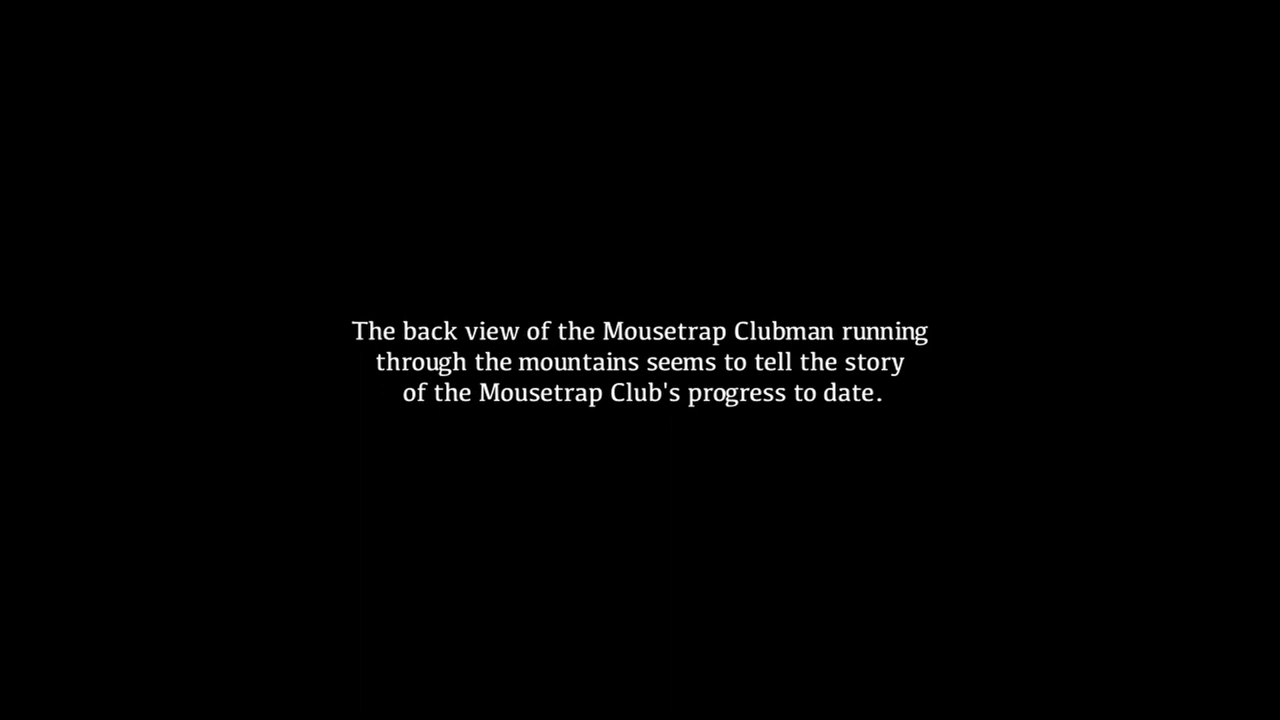 The back view of the Mousetrap Clubman running
through the mountains seems to tell the story
of the Mousetrap Club's progress to date.